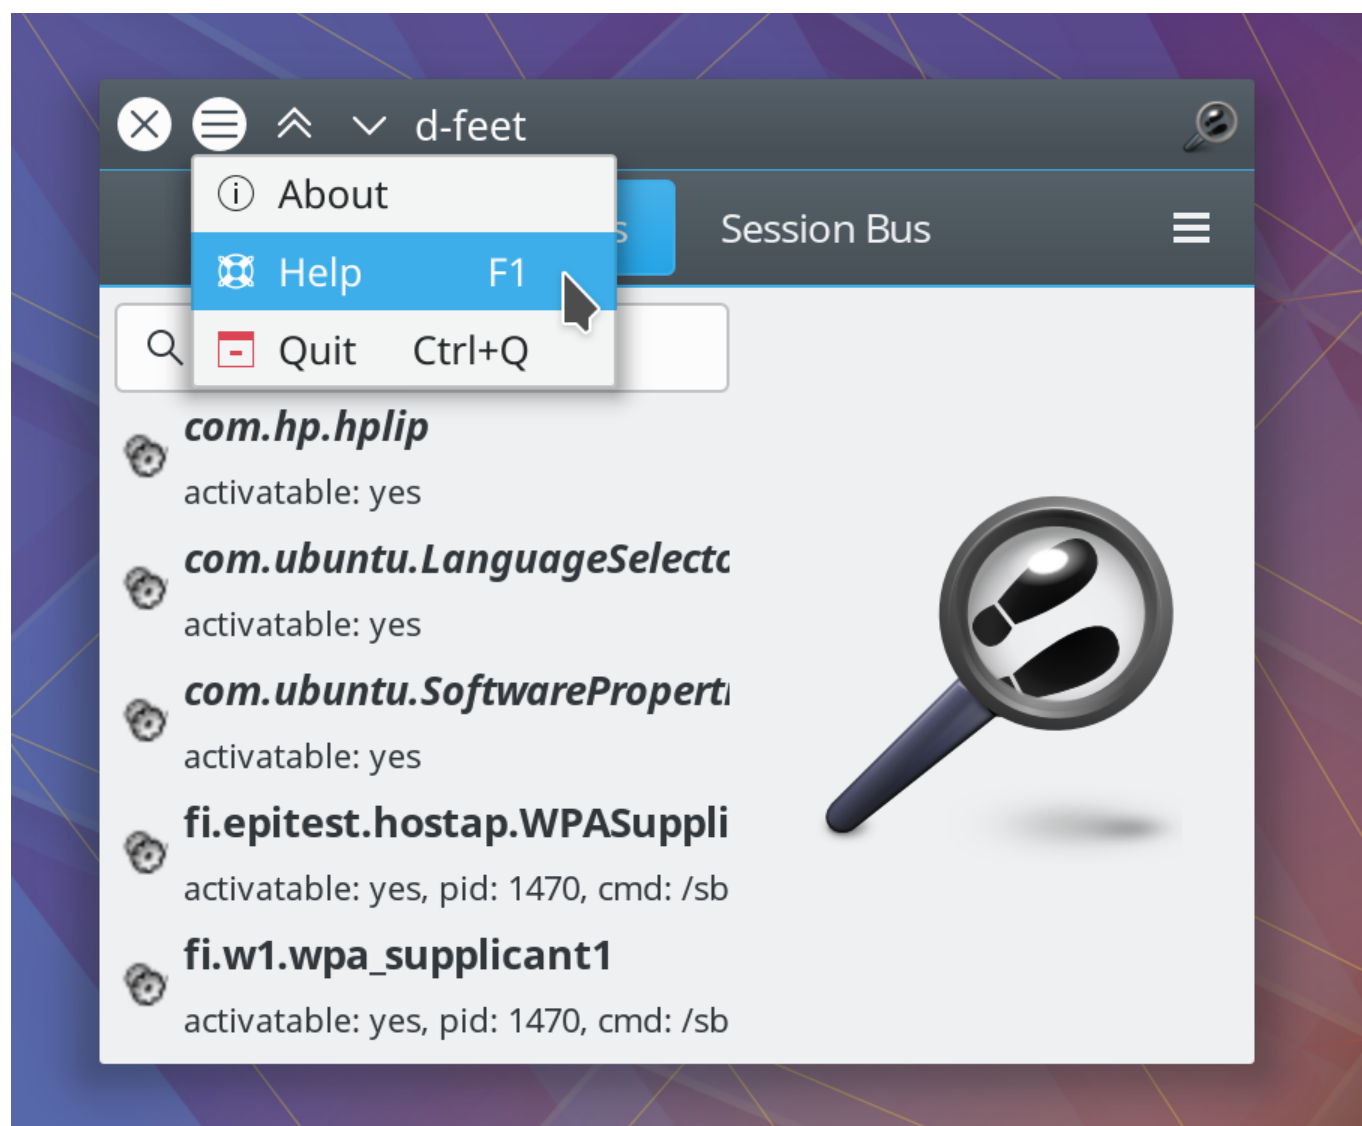 d-feet
About
Help F1
Quit Ctrl+Q
s Session Bus
com.hp.hplip
activatable: yes
com.ubuntu.LanguageSelecto
activatable: yes
com.ubuntu.SoftwareProperti
activatable: yes
fi.epitest.hostap.WPASuppli
activatable: yes, pid: 1470, cmd: /sb
fi.w1.wpa_supplicant1
activatable: yes, pid: 1470, cmd: /sb